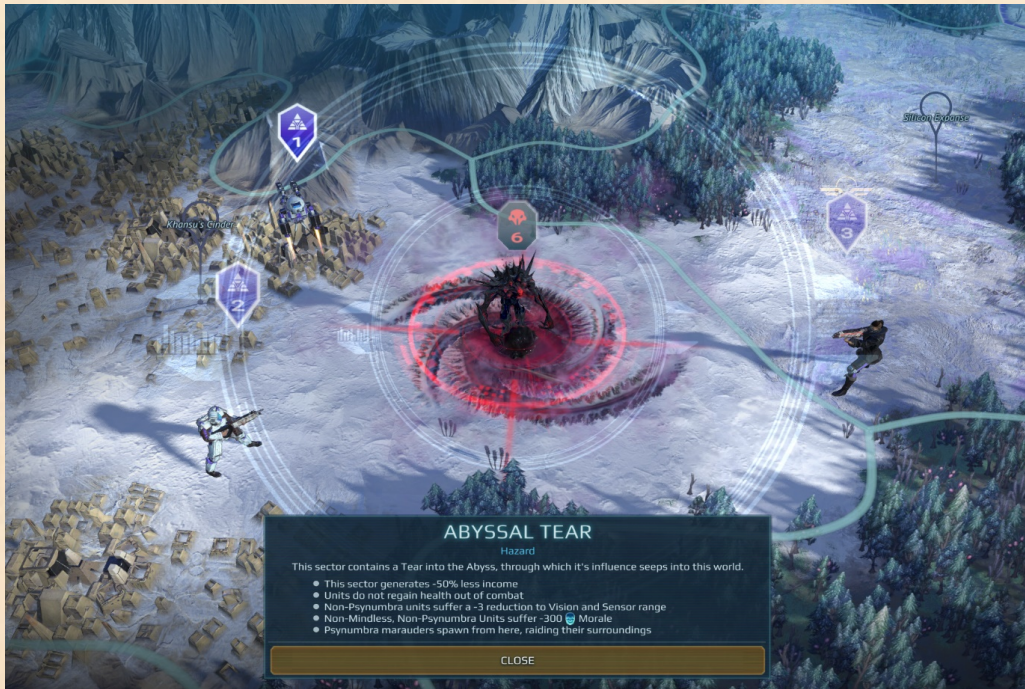 1
Silicon Expanse
6
Khonsu's Cinder
3
2
ABYSSAL TEAR
Hazard
This sector contains a Tear into the Abyss, through which it's influence seeps into this world.
This sector generates -50% less income
Units do not regain health out of combat
Non-Psynumbra units suffer a -3 reduction to Vision and Sensor range
Non-Mindless, Non-Psynumbra Units suffer -300 Morale
Psynumbra marauders spawn from here, raiding their surroundings
CLOSE